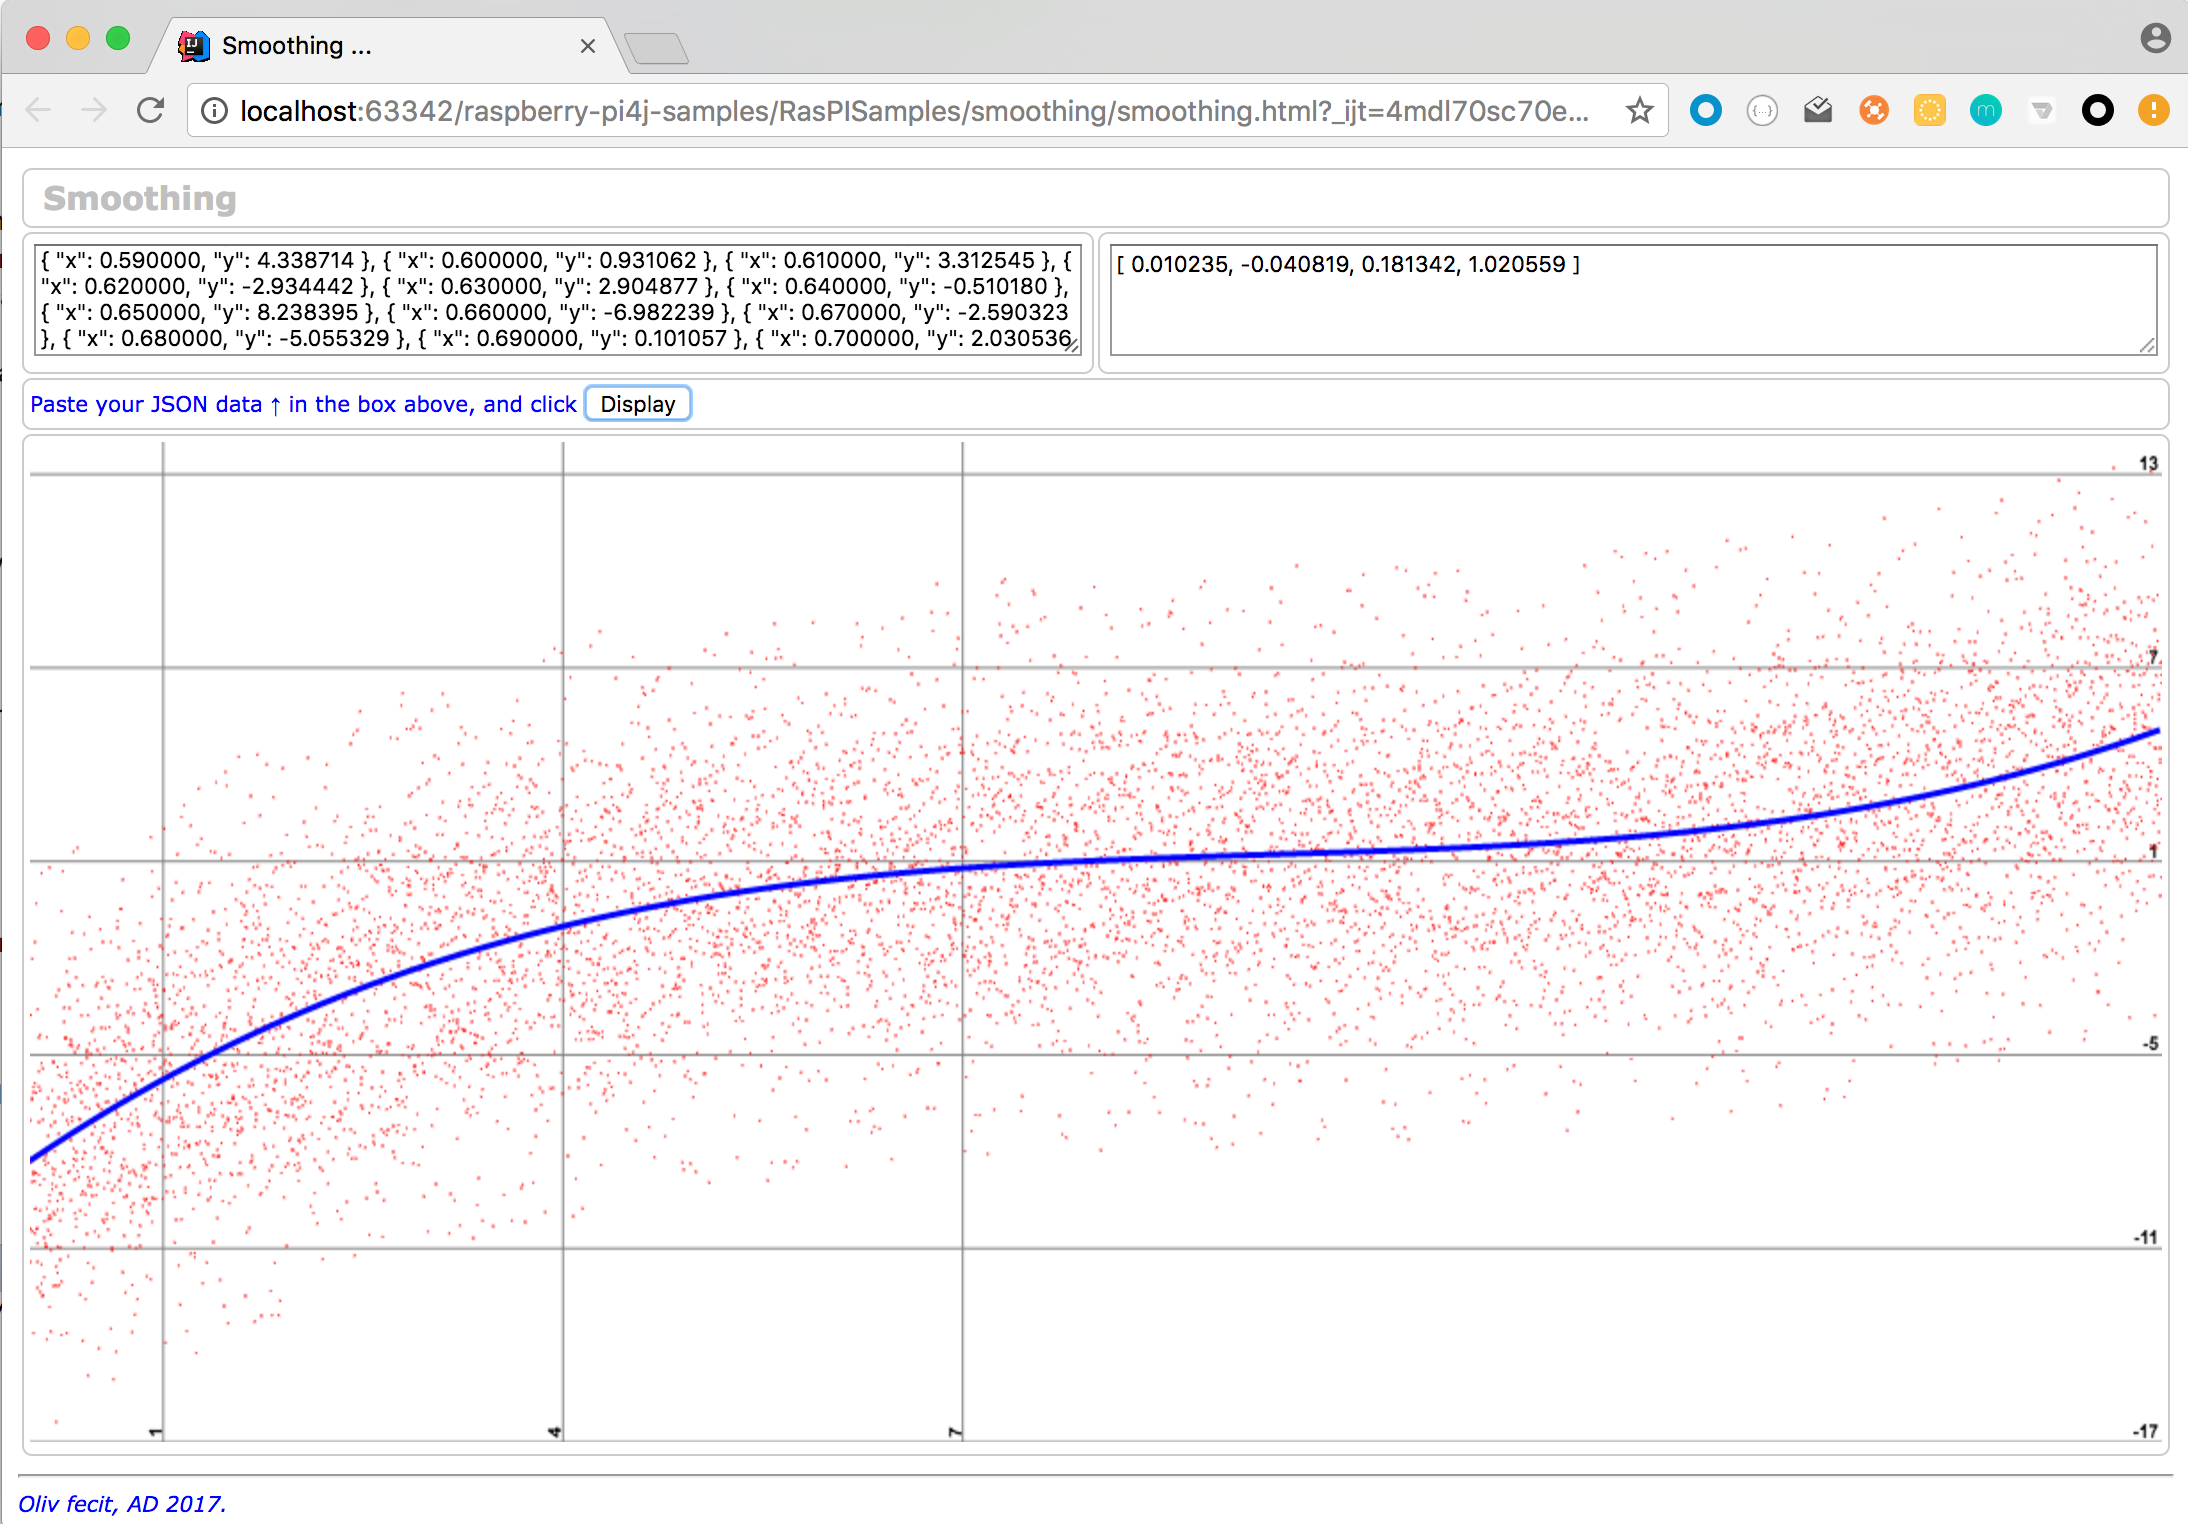 Smoothing ...
localhost:63342/raspberry-pi4j-samples/RasPISamples/smoothing/smoothing.html?_ijt=4mdl70sc70e...
Smoothing
{ "x": 0.590000, "y": 4.338714 }, { "x": 0.600000, "y": 0.931062 }, { "x": 0.610000, "y": 3.312545 }, {
"x": 0.620000, "y": -2.934442 }, { "x": 0.630000, "y": 2.904877 }, { "x": 0.640000, "y": -0.510180 },
{ "x": 0.650000, "y": 8.238395 }, { "x": 0.660000, "y": -6.982239 }, { "x": 0.670000, "y": -2.590323
}, { "x": 0.680000, "y": -5.055329 }, { "x": 0.690000, "y": 0.101057 }, { "x": 0.700000, "y": 2.030536
[ 0.010235, -0.040819, 0.181342, 1.020559 ]
Paste your JSON data ↑ in the box above, and click Display
13
7
1
-5
-11
-17
1
4
7
Oliv fecit, AD 2017.